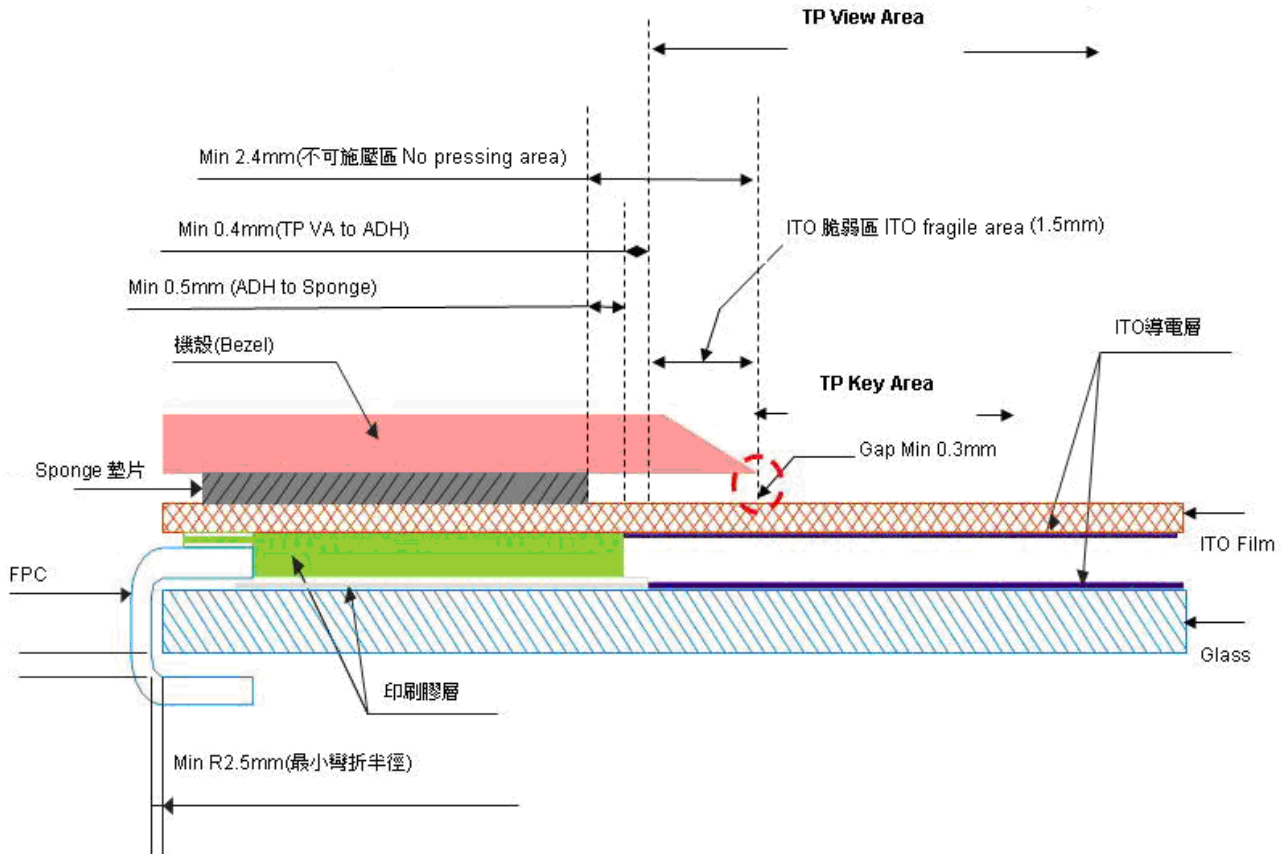 TP View Area
Min 2.4mm(不可施壓區 No pressing area)
Min 0.4mm(TP VA to ADH)
ITO 脆弱區 ITO fragile area (1.5mm)
Min 0.5mm (ADH to Sponge)
ITO導電層
機殼(Bezel)
TP Key Area
Gap Min 0.3mm
Sponge 墊片
ITO Film
FPC
Glass
印刷膠層
Min R2.5mm(最小彎折半徑)